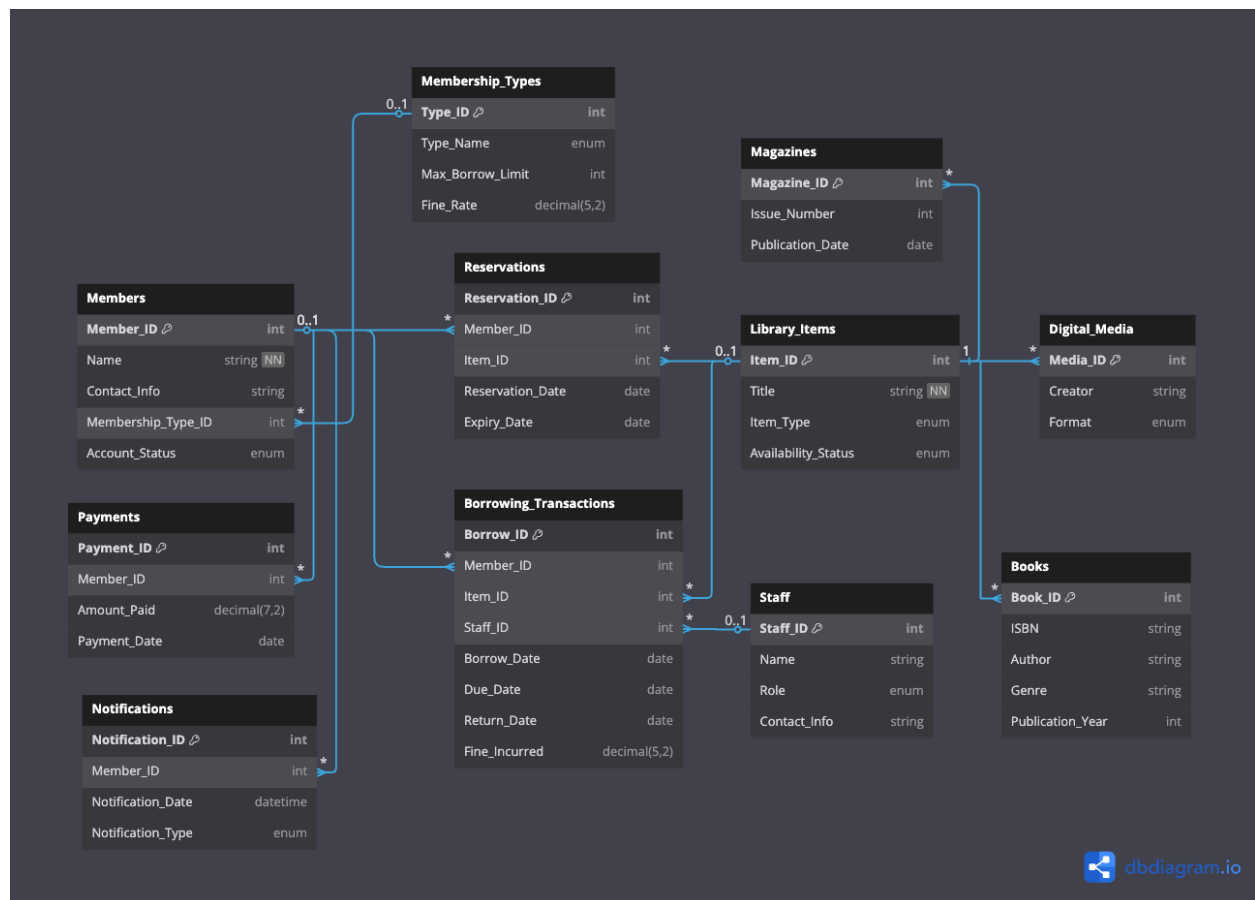 Membership_Types
0..1
Type_ID int
Type_Name enum
Max_Borrow_Limit int
Fine_Rate decimal(5,2)
Magazines
Magazine_ID int
*
Issue_Number int
Publication_Date date
Reservations
Reservation_ID int
*
Member_ID int
Item_ID int
*
Reservation_Date date
Expiry_Date date
Members
Member_ID int
0..1
Name string NN
Contact_Info string
Membership_Type_ID int
*
Account_Status enum
Library_Items
0..1
Item_ID int
1
Title string NN
Item_Type enum
Availability_Status enum
Digital_Media
*
Media_ID int
Creator string
Format enum
Payments
Payment_ID int
Member_ID int
*
Amount_Paid decimal(7,2)
Payment_Date date
Borrowing_Transactions
Borrow_ID int
*
Member_ID int
Item_ID int
*
Staff_ID int
*
Borrow_Date date
Due_Date date
Return_Date date
Fine_Incurred decimal(5,2)
Staff
0..1
Staff_ID int
Name string
Role enum
Contact_Info string
Books
*
Book_ID int
ISBN string
Author string
Genre string
Publication_Year int
Notifications
Notification_ID int
Member_ID int
*
Notification_Date datetime
Notification_Type enum
dbdiagram.io